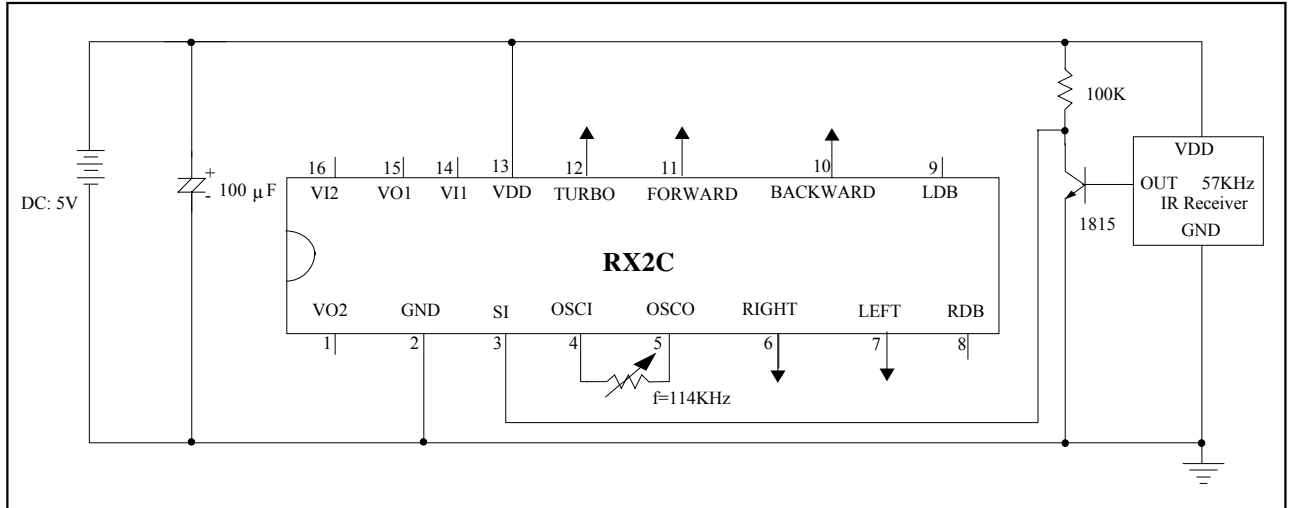 100K
16 15 14 13 12 11 10 9
VDD
VI2 VO1 VI1 VDD TURBO FORWARD BACKWARD LDB
+
100 μF
-
OUT 57KHz
DC: 5V
IR Receiver
1815
GND
RX2C
VO2 GND SI OSCI OSCO RIGHT LEFT RDB
1 2 3 4 5 6 7 8
f=114KHz